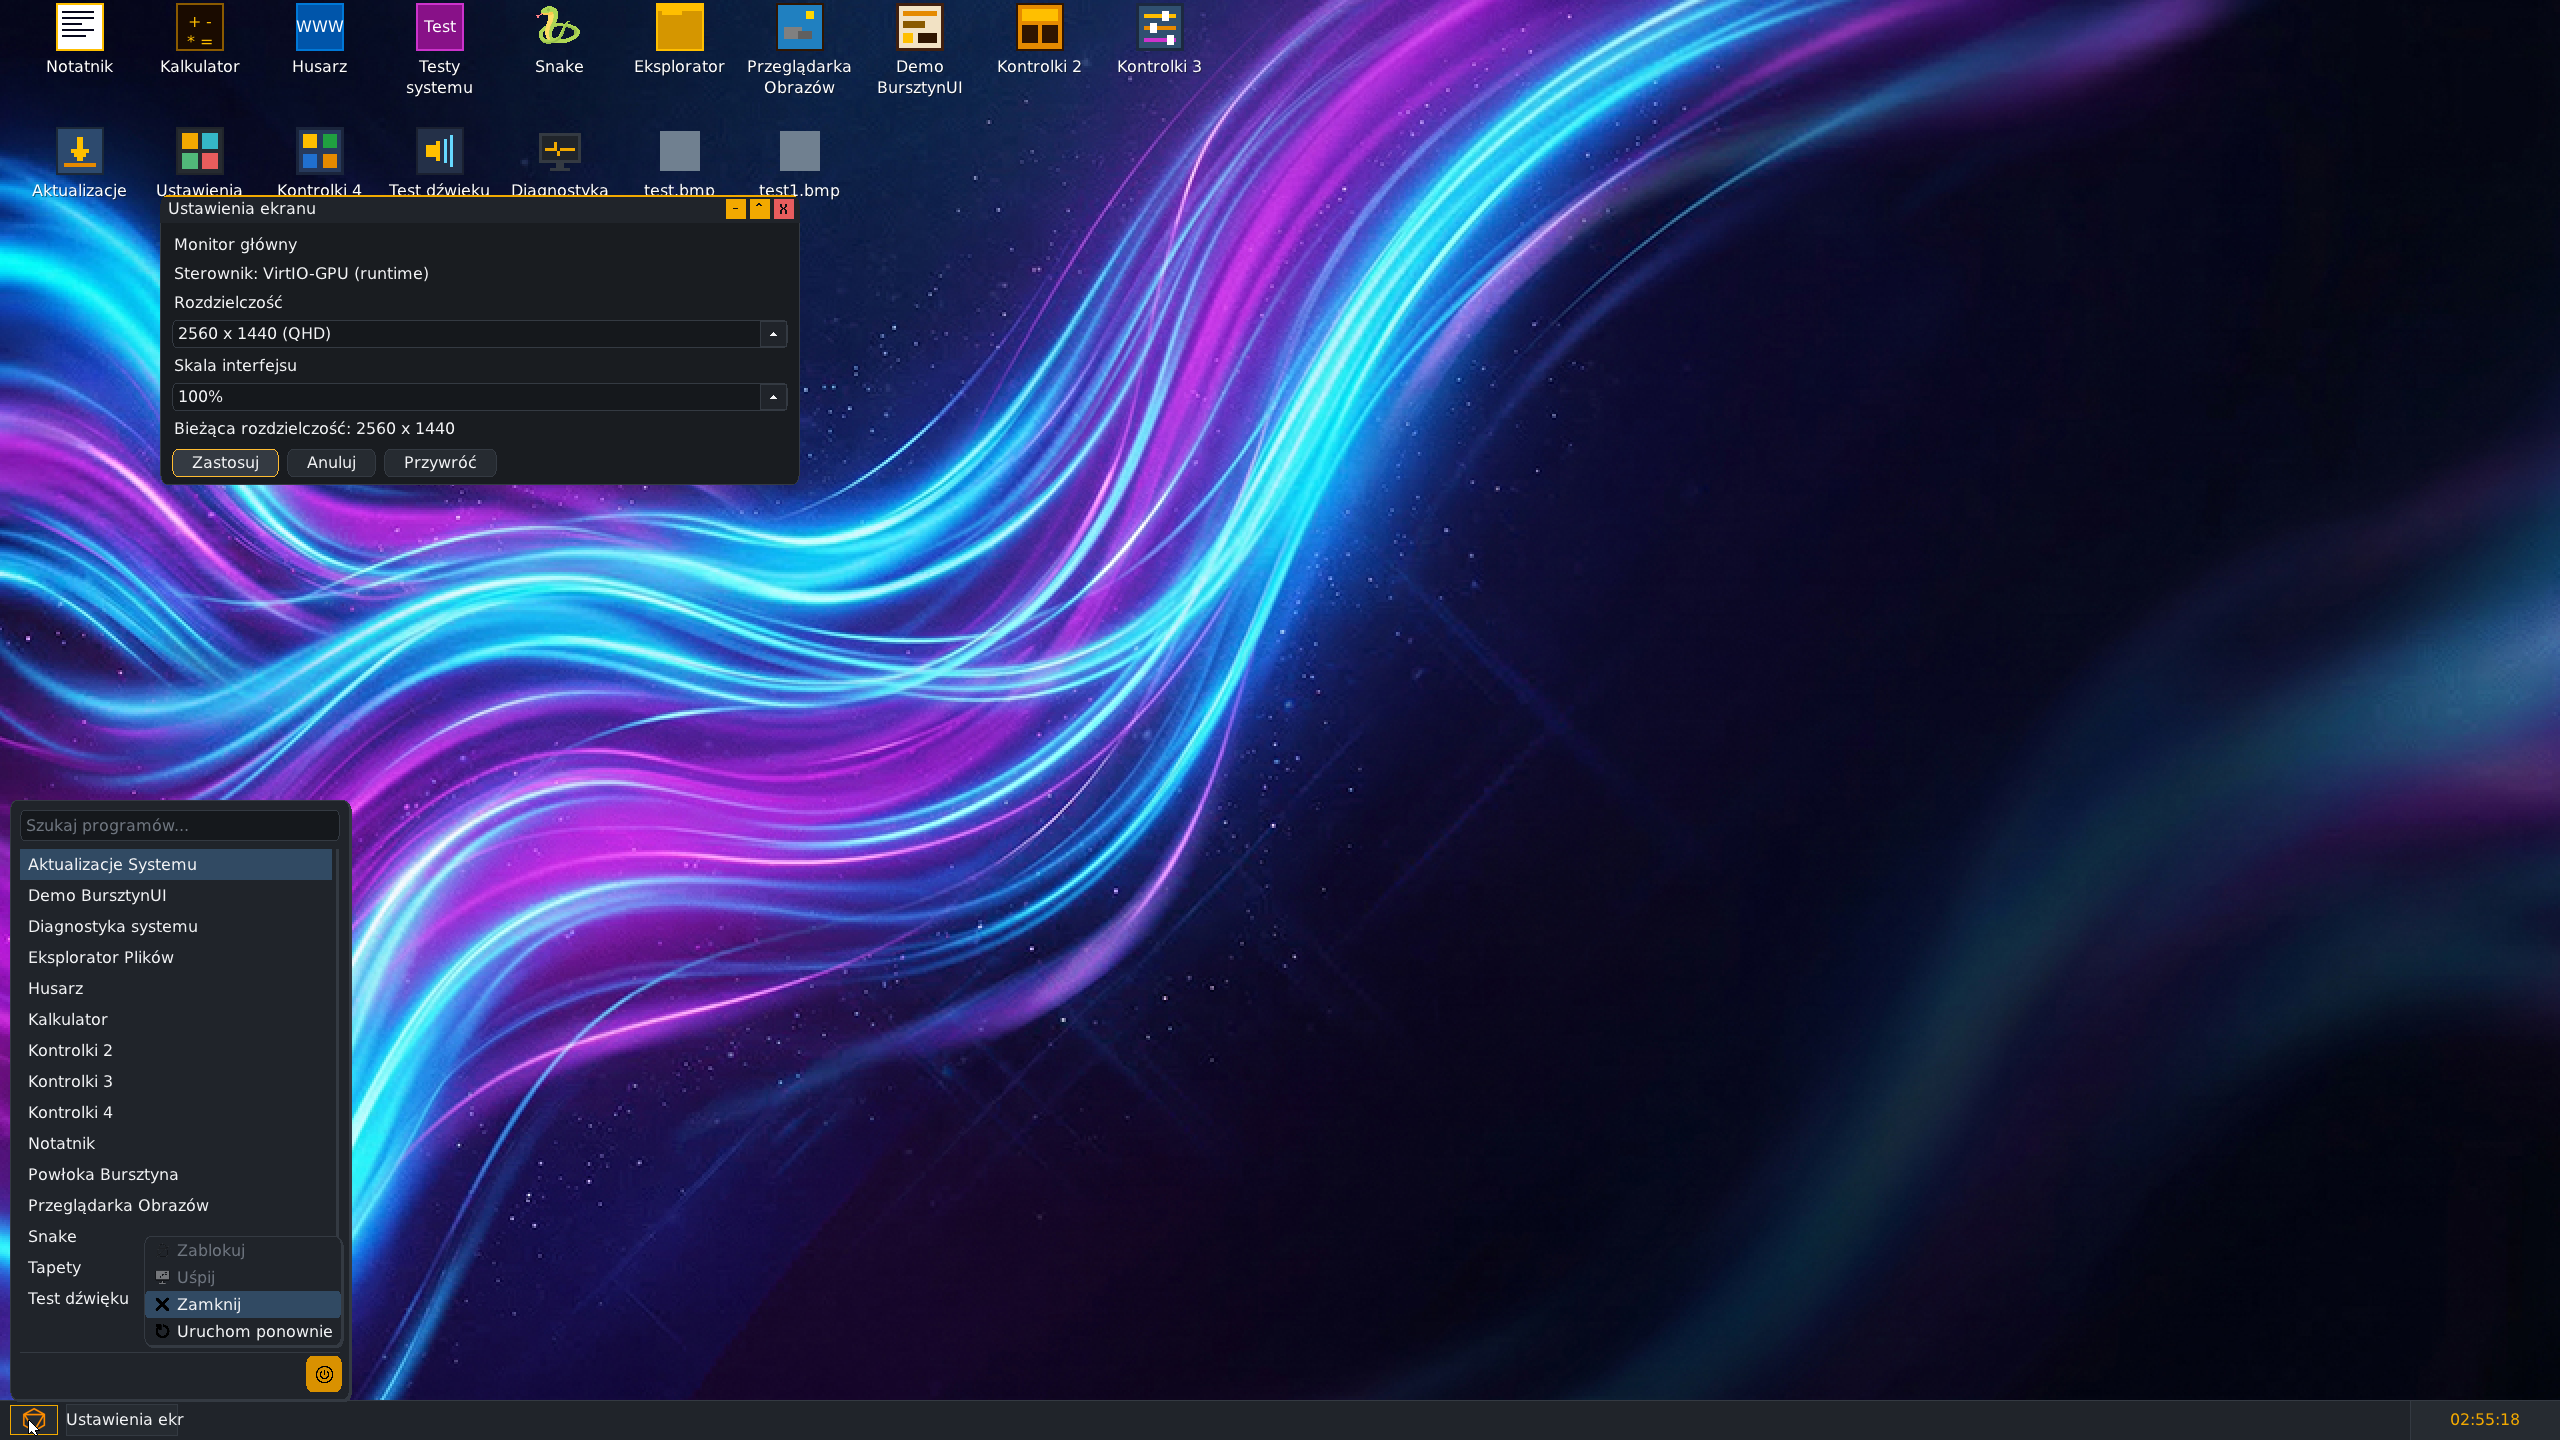 + -
* =
WWW
Test
Notatnik
Kalkulator
Husarz
Testy
systemu
Snake
Eksplorator
Przeglądarka
Obrazów
Demo
BursztynUI
Kontrolki 2
Kontrolki 3
Aktualizacje
Ustawienia
Kontrolki 4
Test dźwięku
Diagnostyka
test.bmp
test1.bmp
Ustawienia ekranu
- ^ X
Monitor główny
Sterownik: VirtIO-GPU (runtime)
Rozdzielczość
2560 x 1440 (QHD)
Skala interfejsu
100%
Bieżąca rozdzielczość: 2560 x 1440
Zastosuj
Anuluj
Przywróć
Szukaj programów...
Aktualizacje Systemu
Demo BursztynUI
Diagnostyka systemu
Eksplorator Plików
Husarz
Kalkulator
Kontrolki 2
Kontrolki 3
Kontrolki 4
Notatnik
Powłoka Bursztyna
Przeglądarka Obrazów
Snake
Tapety
Test dźwięku
Zablokuj
Uśpij
Zamknij
Uruchom ponownie
Ustawienia ekr
02:55:18